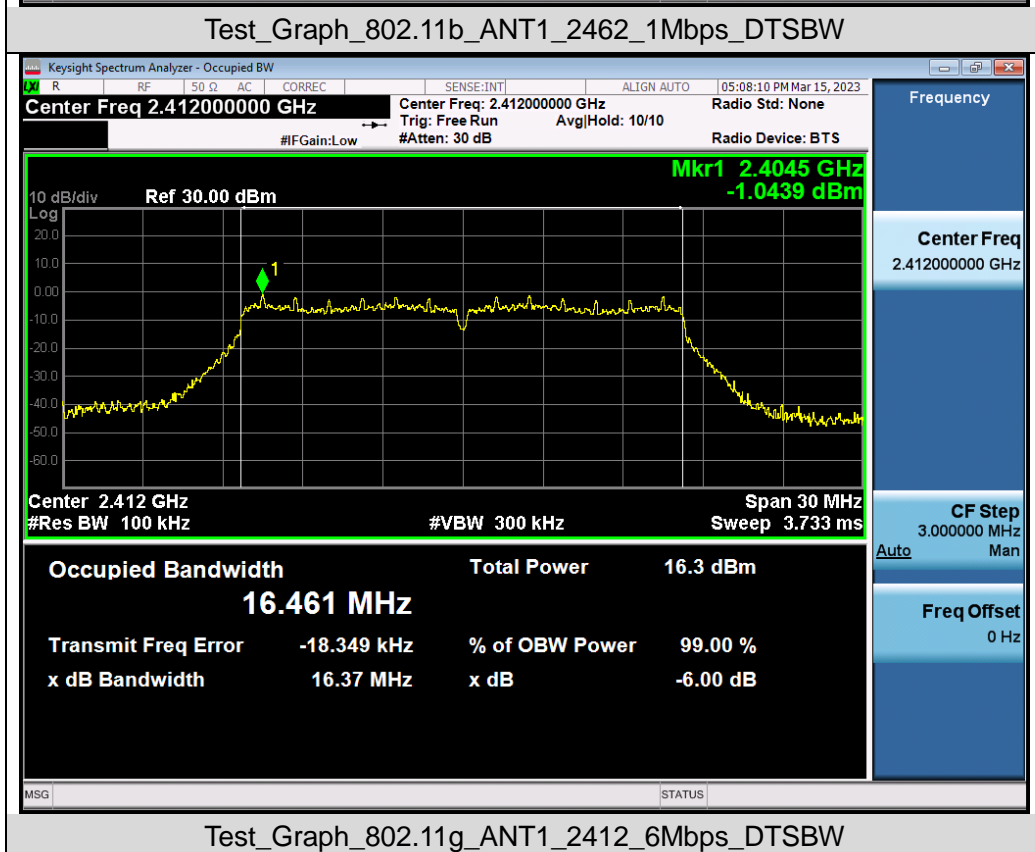 Test_Graph_802.11b_ANT1_2462_1Mbps_DTSBW
Keysight Spectrum Analyzer - Occupied BW
LXI R RF 50 Ω AC CORREC SENSE:INT ALIGN AUTO 05:08:10 PM Mar 15, 2023
Center Freq 2.412000000 GHz
Center Freq: 2.412000000 GHz Radio Std: None
Trig: Free Run Avg|Hold: 10/10
#IFGain:Low #Atten: 30 dB Radio Device: BTS
Frequency
Mkr1 2.4045 GHz
-1.0439 dBm
10 dB/div Ref 30.00 dBm
Log
20.0
10.0
1
0.00
-10.0
-20.0
-30.0
-40.0
-50.0
-60.0
Center 2.412 GHz Span 30 MHz
#Res BW 100 kHz #VBW 300 kHz Sweep 3.733 ms
Center Freq
2.412000000 GHz
CF Step
3.000000 MHz
Auto Man
Freq Offset
0 Hz
Occupied Bandwidth Total Power 16.3 dBm
16.461 MHz
Transmit Freq Error -18.349 kHz % of OBW Power 99.00 %
x dB Bandwidth 16.37 MHz x dB -6.00 dB
MSG STATUS
Test_Graph_802.11g_ANT1_2412_6Mbps_DTSBW